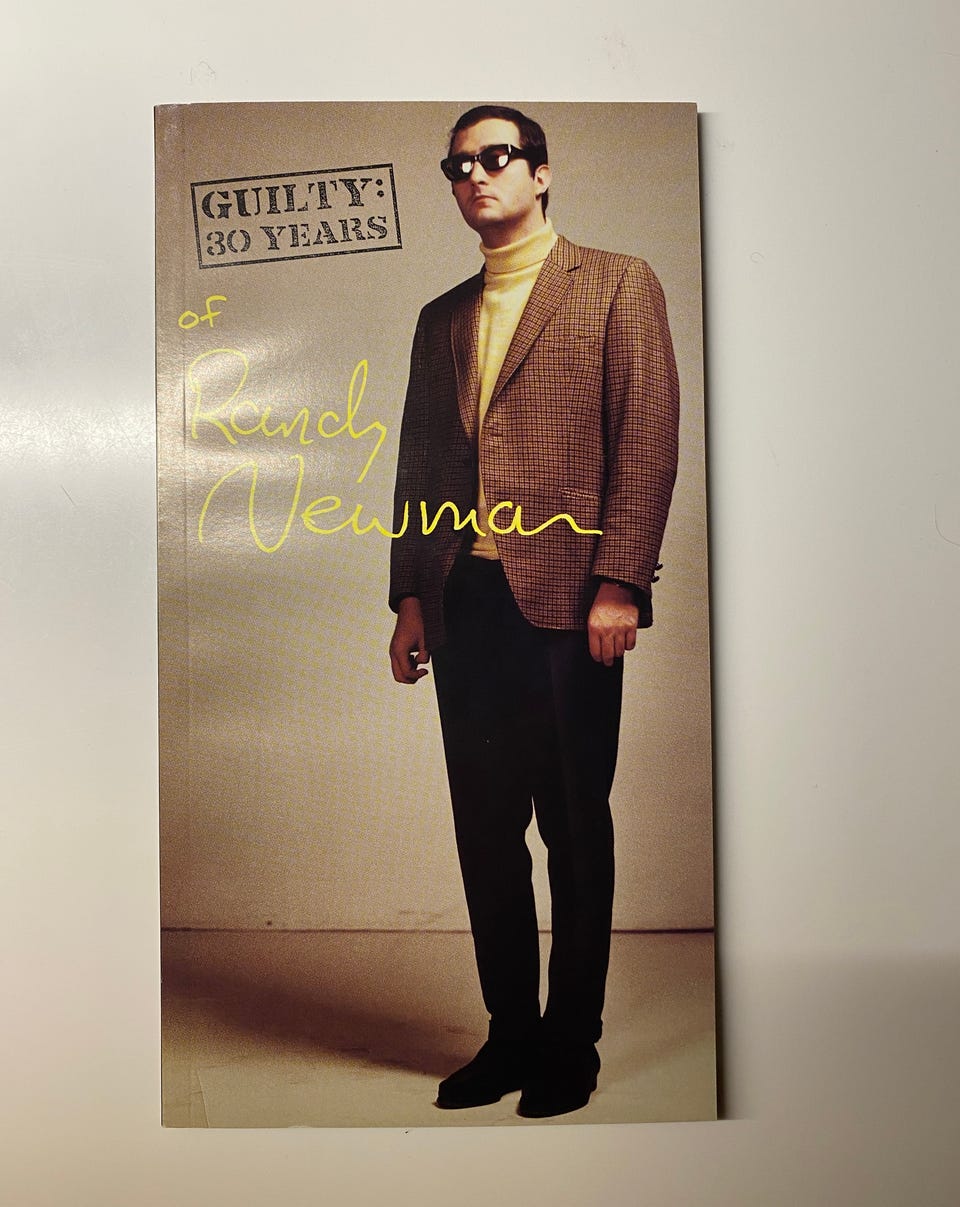 GUILTY:
30 YEARS
of
Randy
Newman